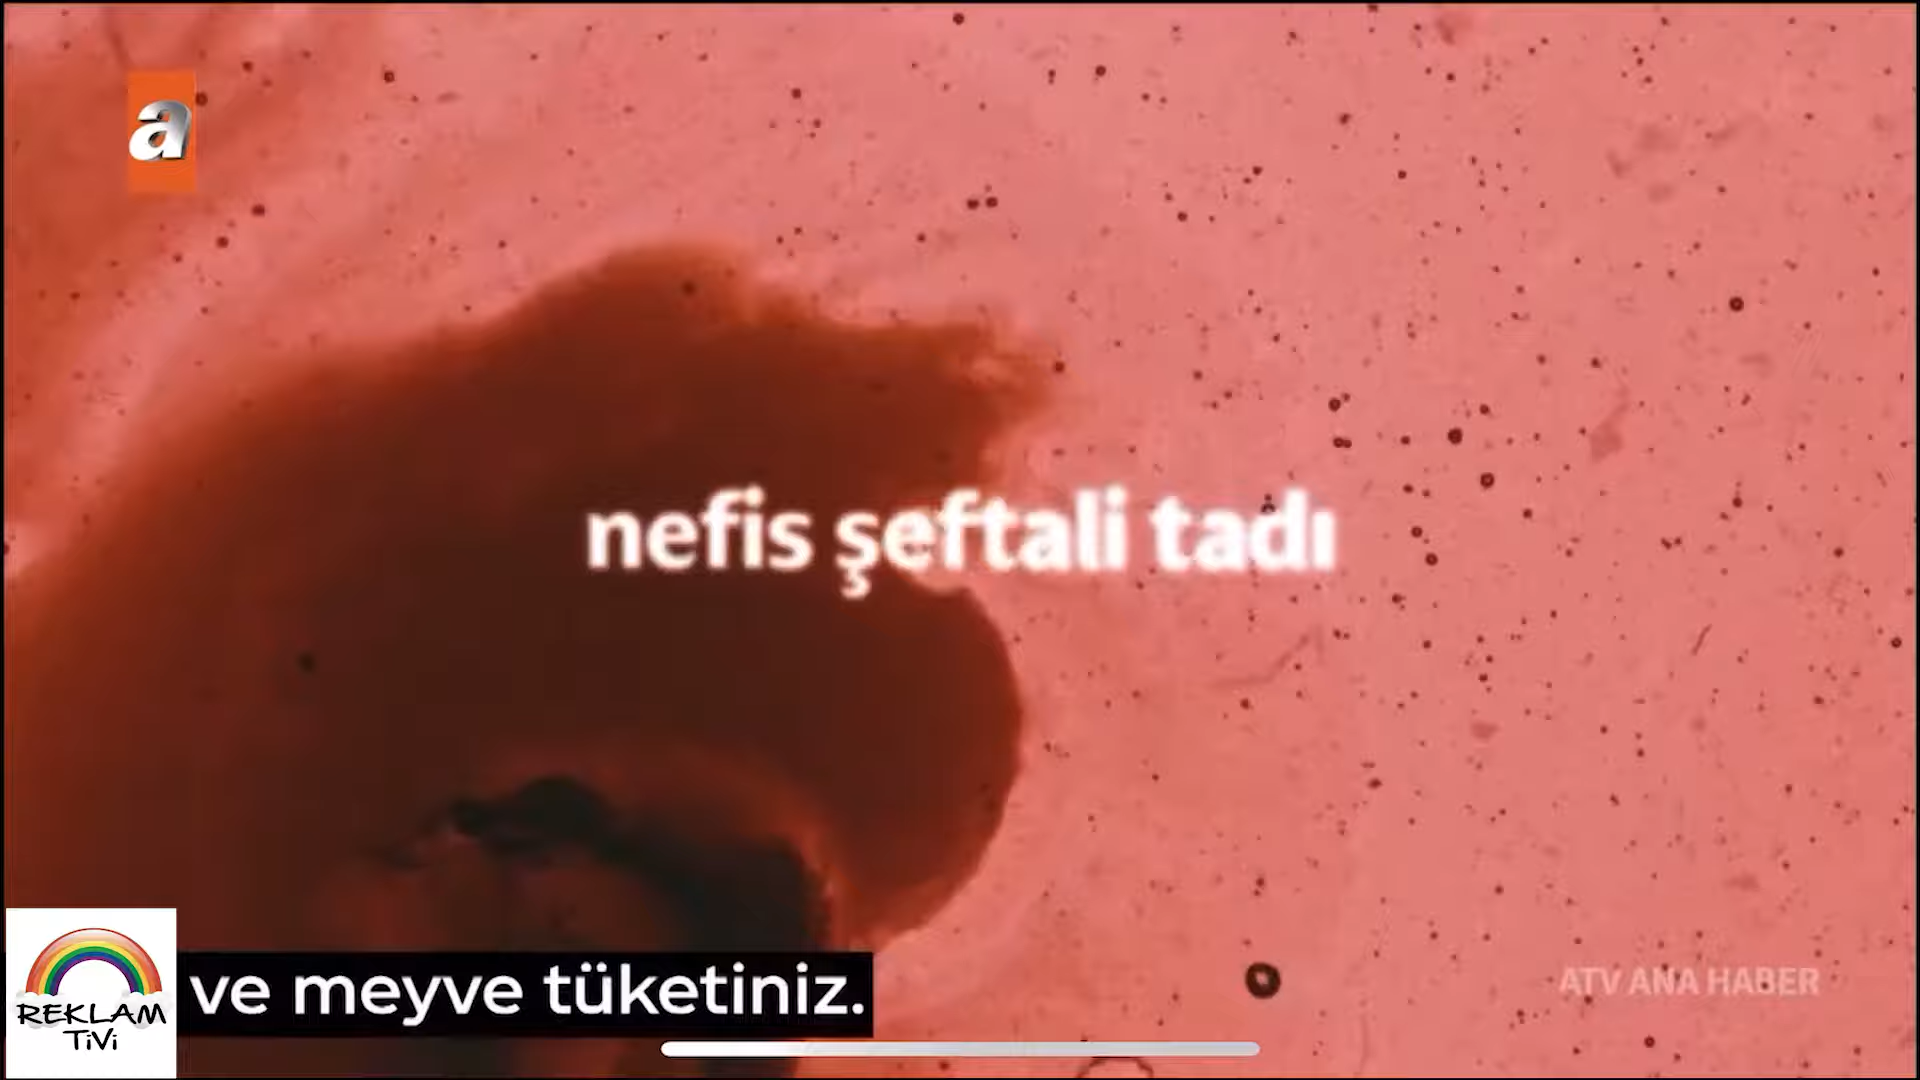 a
nefis şeftali tadı
REKLAM
TiVi
ve meyve tüketiniz.
ATV ANA HABER